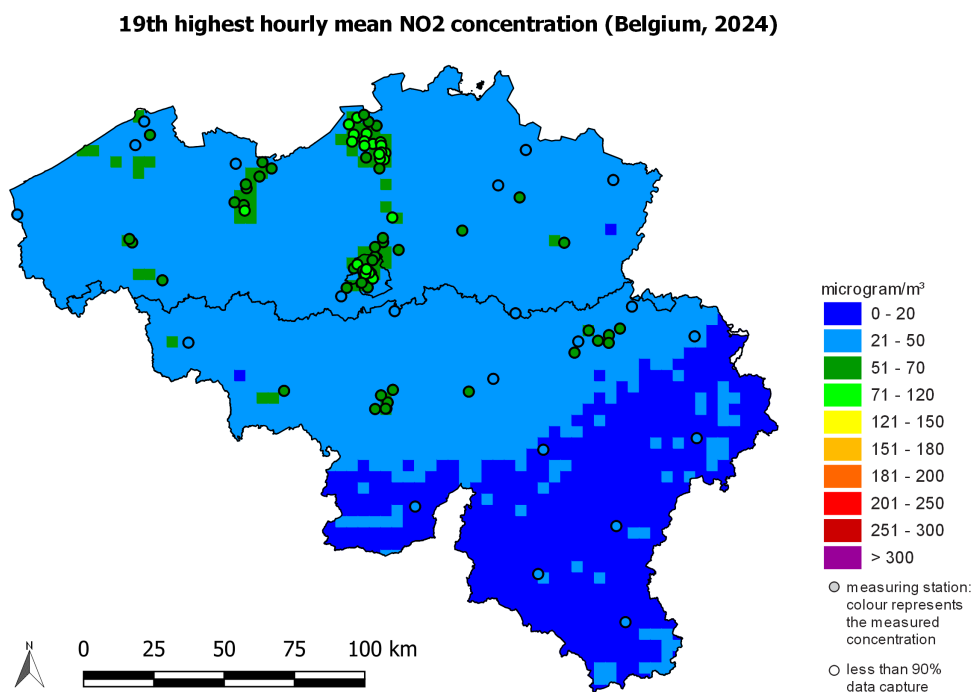 19th highest hourly mean NO2 concentration (Belgium, 2024)
microgram/m³
0 - 20
21 - 50
51 - 70
71 - 120
121 - 150
151 - 180
181 - 200
201 - 250
251 - 300
> 300
measuring station:
colour represents
the measured
concentration
less than 90%
data capture
N
0 25 50 75 100 km